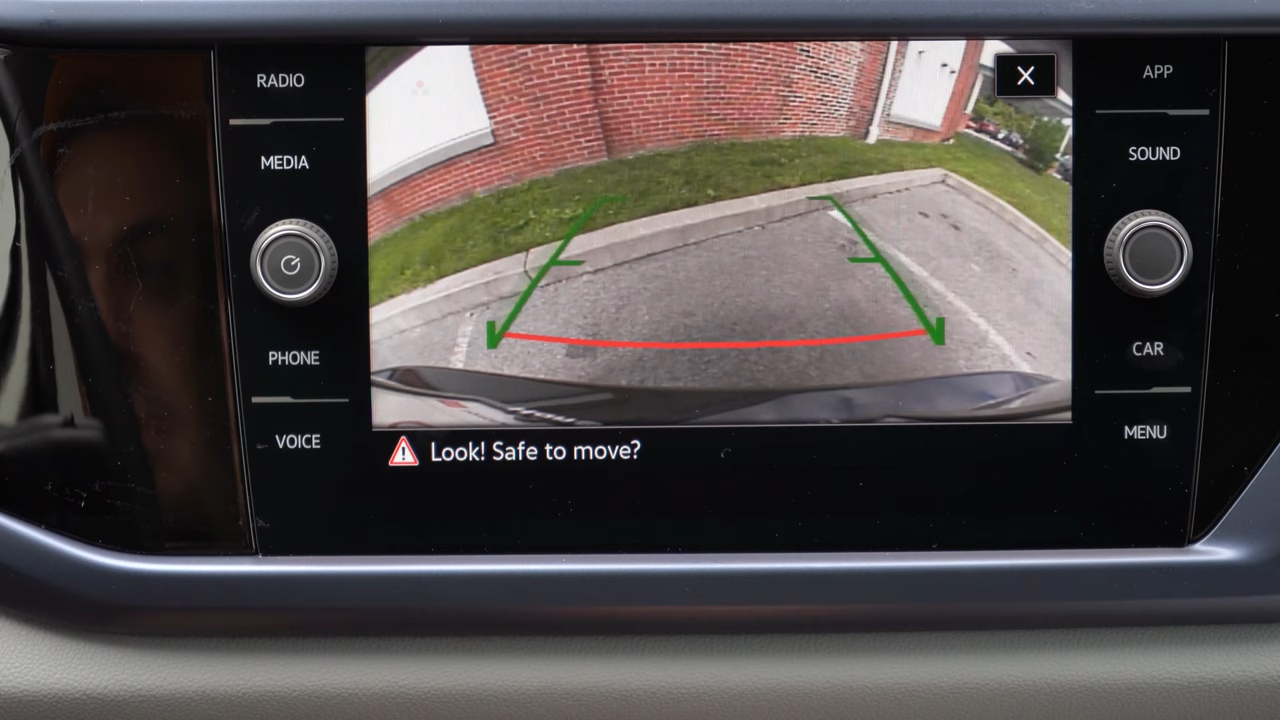 RADIO
MEDIA
PHONE
VOICE
X
Look! Safe to move?
APP
SOUND
CAR
MENU